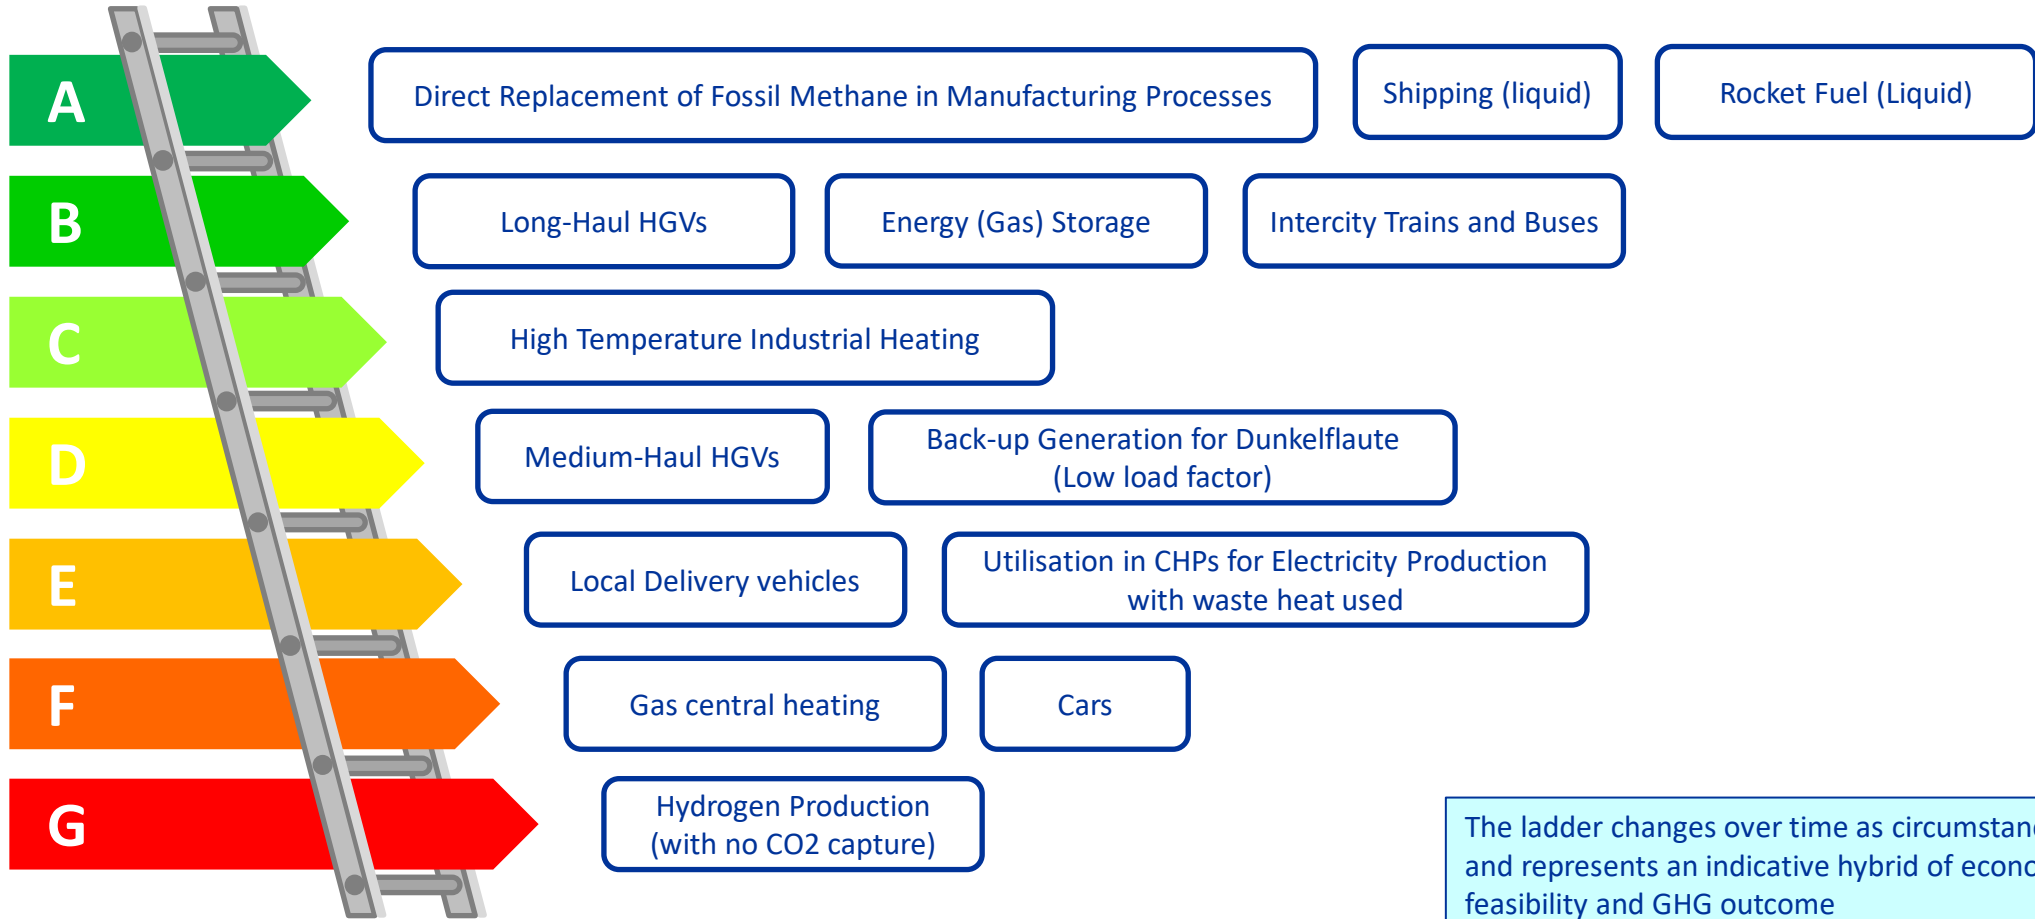 A
Direct Replacement of Fossil Methane in Manufacturing Processes
Shipping (liquid)
Rocket Fuel (Liquid)
B
Long-Haul HGVs
Energy (Gas) Storage
Intercity Trains and Buses
C
High Temperature Industrial Heating
D
Medium-Haul HGVs
Back-up Generation for Dunkelflaute
(Low load factor)
E
Local Delivery vehicles
Utilisation in CHPs for Electricity Production
with waste heat used
F
Gas central heating
Cars
G
Hydrogen Production
(with no CO2 capture)
The ladder changes over time as
and represents an indicative hybrid of
feasibility and GHG outcome